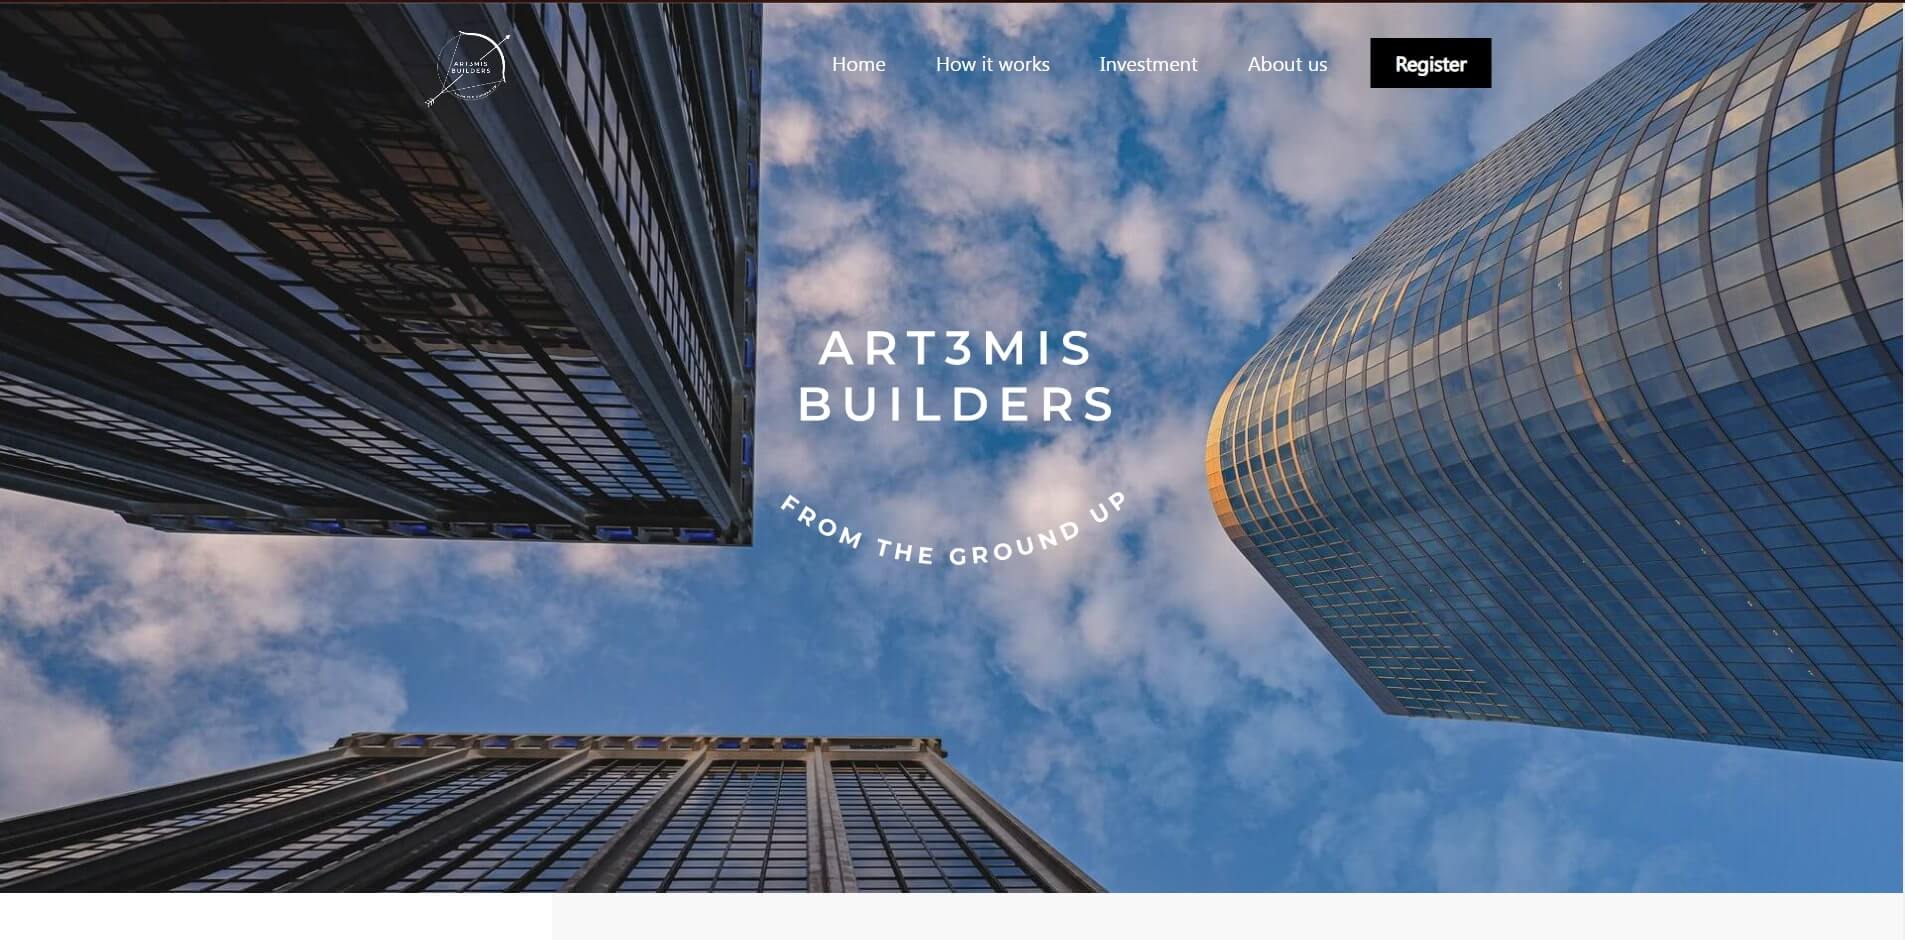 ART3MIS
BUILDERS
Home
How it works
Investment
About us
Register
ART3MIS
BUILDERS
FROM THE GROUND UP